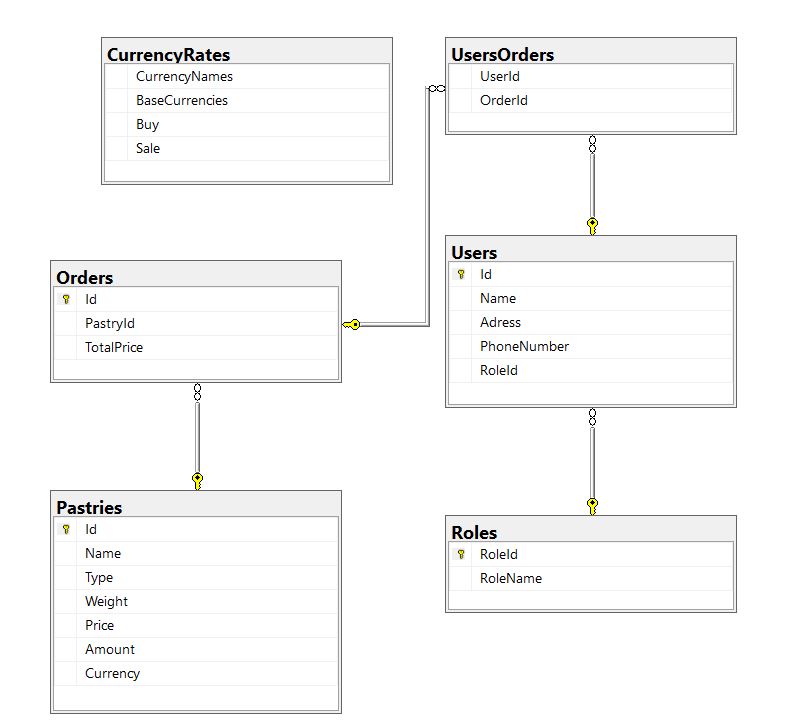 CurrencyRates
CurrencyNames
BaseCurrencies
Buy
Sale
UsersOrders
UserId
OrderId
Users
Id
Name
Adress
PhoneNumber
RoleId
Orders
Id
PastryId
TotalPrice
Pastries
Id
Name
Type
Weight
Price
Amount
Currency
Roles
RoleId
RoleName